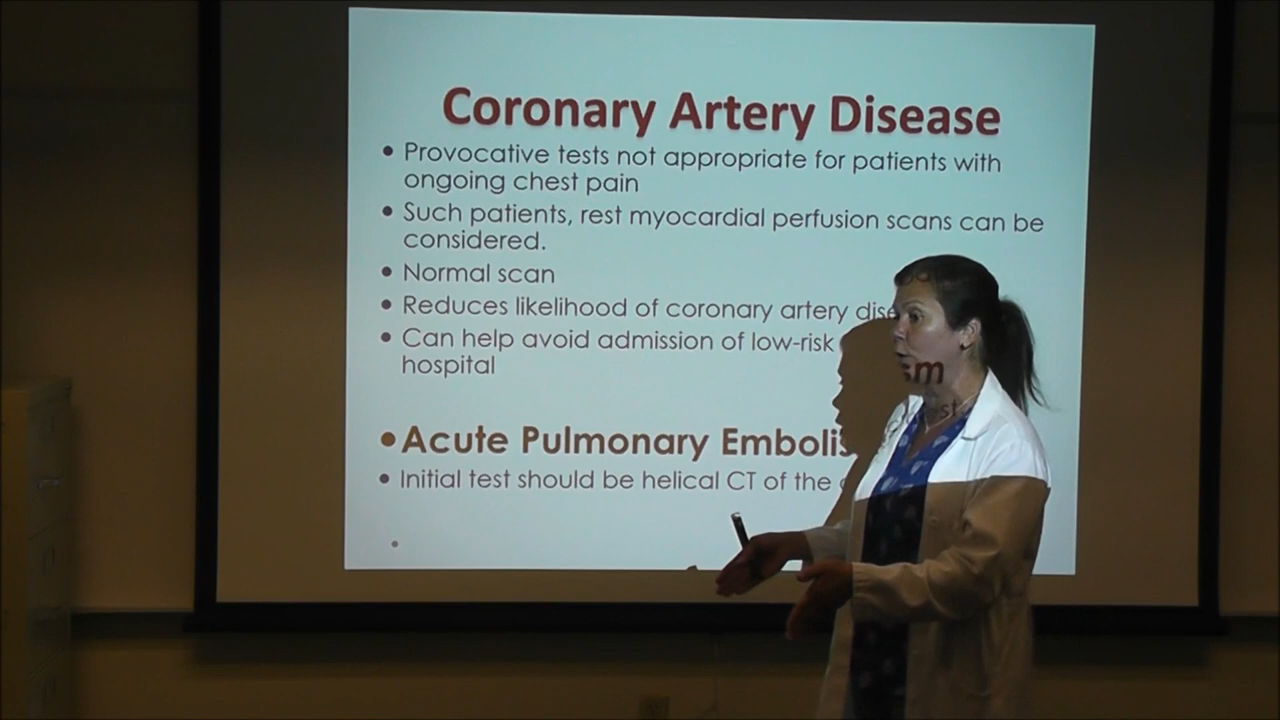 Coronary Artery Disease
• Provocative tests not appropriate for patients with
ongoing chest pain
• Such patients, rest myocardial perfusion scans can be
considered.
• Normal scan
• Reduces likelihood of coronary artery dise
• Can help avoid admission of low-risk
hospital
• Acute Pulmonary Embolism
• Initial test should be helical CT of the
•